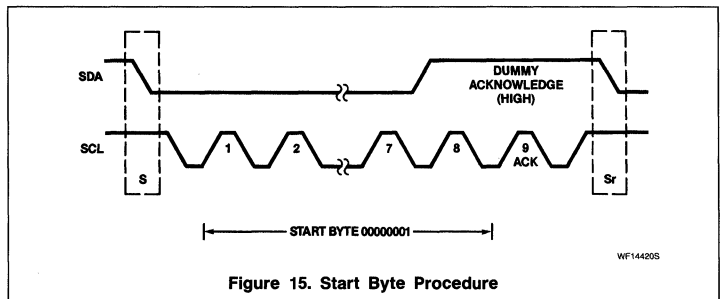 SDA
DUMMY
ACKNOWLEDGE
(HIGH)
SCL
1 2 7 8 9
ACK
S Sr
START BYTE 00000001
WF14420S
Figure 15. Start Byte Procedure